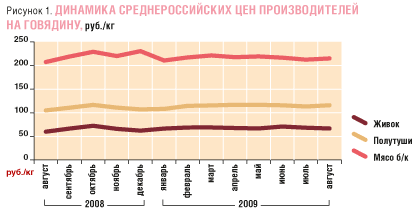 Рисунок 1. ДИНАМИКА СРЕДНЕРОССИЙСКИХ ЦЕН ПРОИЗВОДИТЕЛЕЙ
НА ГОВЯДИНУ, руб./кг
250
200
150
100
50
0
Живок
Полутуши
Мясо б/к
руб./кг
август
сентябрь
октябрь
ноябрь
декабрь
январь
февраль
март
апрель
май
июнь
июль
август
2008
2009